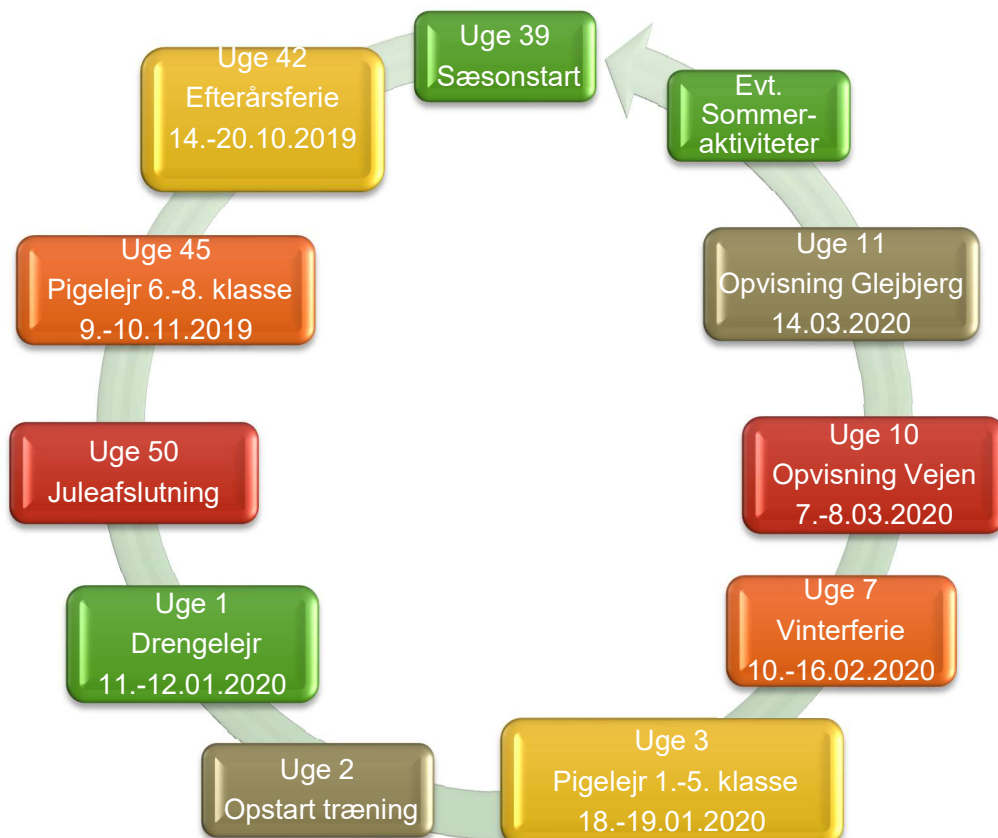 Uge 39
Sæsonstart
Uge 42
Efterårsferie
14.-20.10.2019
Uge 45
Pigelejr 6.-8. klasse
9.-10.11.2019
Uge 50
Juleafslutning
Uge 1
Drengelejr
11.-12.01.2020
Uge 2
Opstart træning
Uge 3
Pigelejr 1.-5. klasse
18.-19.01.2020
Uge 7
Vinterferie
10.-16.02.2020
Uge 10
Opvisning Vejen
7.-8.03.2020
Uge 11
Opvisning Glejbjerg
14.03.2020
Evt.
Sommer-
aktiviteter